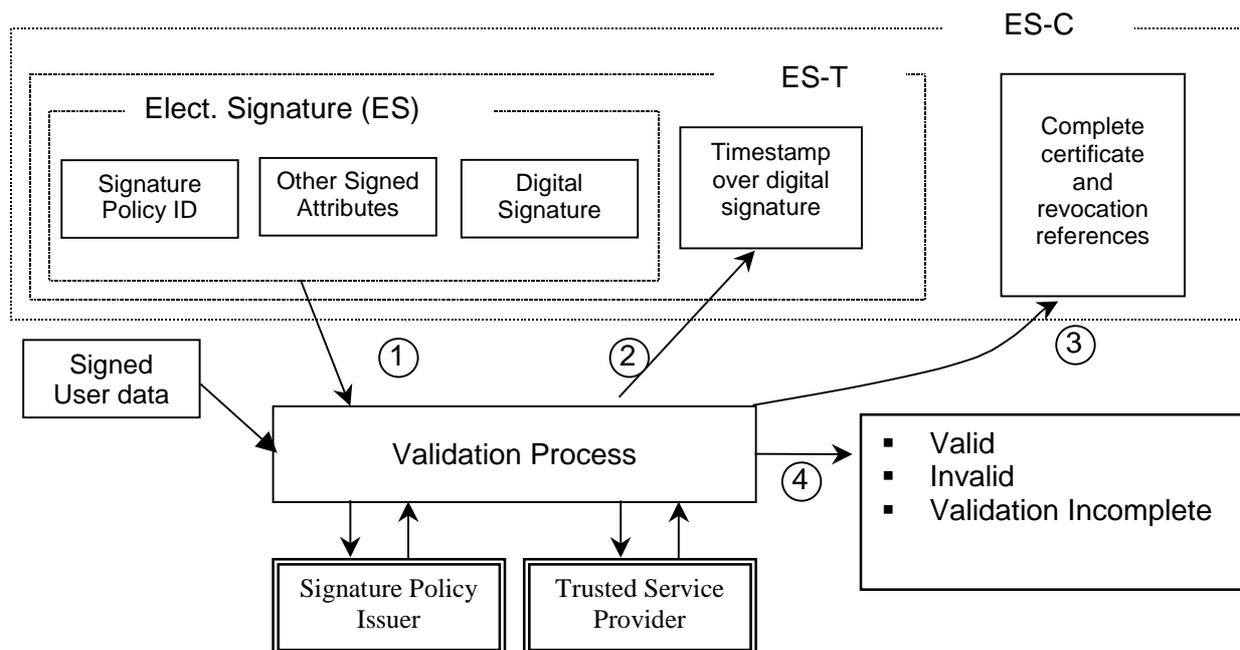 ES-C
ES-T
Elect. Signature (ES)
Signature
Policy ID
Other Signed
Attributes
Digital
Signature
Timestamp
over digital
signature
Complete
certificate
and
revocation
references
Signed
User data
1
2
3
Validation Process
4
▪ Valid
▪ Invalid
▪ Validation Incomplete
Signature Policy
Issuer
Trusted Service
Provider